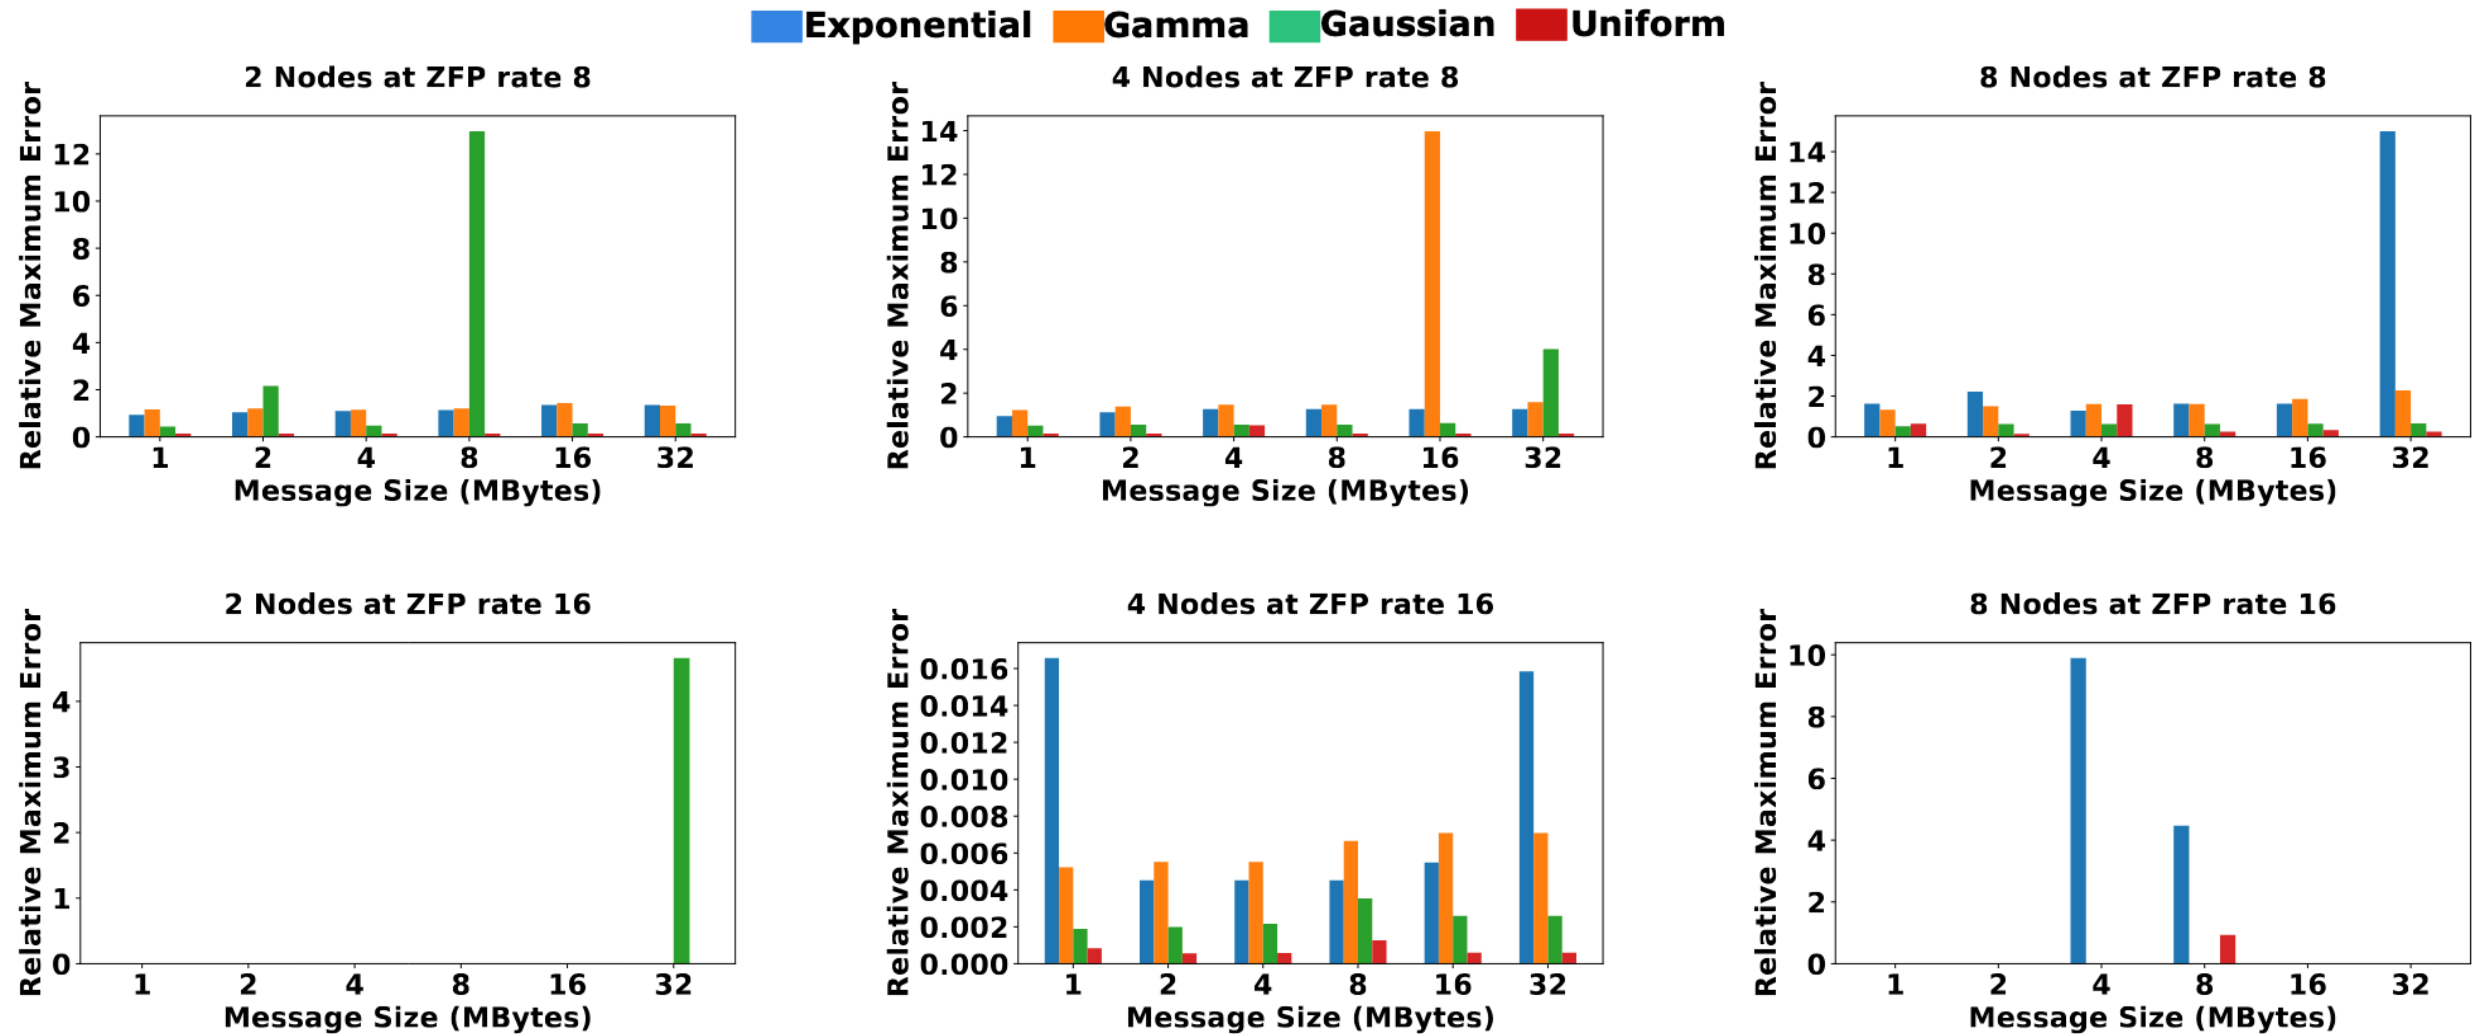 Exponential Gamma Gaussian Uniform
2 Nodes at ZFP rate 8
Relative Maximum Error
12
10
8
6
4
2
0
1 2 4 8 16 32
Message Size (MBytes)
4 Nodes at ZFP rate 8
Relative Maximum Error
14
12
10
8
6
4
2
0
1 2 4 8 16 32
Message Size (MBytes)
8 Nodes at ZFP rate 8
Relative Maximum Error
14
12
10
8
6
4
2
0
1 2 4 8 16 32
Message Size (MBytes)
2 Nodes at ZFP rate 16
Relative Maximum Error
4
3
2
1
0
1 2 4 8 16 32
Message Size (MBytes)
4 Nodes at ZFP rate 16
Relative Maximum Error
0.016
0.014
0.012
0.010
0.008
0.006
0.004
0.002
0.000
1 2 4 8 16 32
Message Size (MBytes)
8 Nodes at ZFP rate 16
Relative Maximum Error
10
8
6
4
2
0
1 2 4 8 16 32
Message Size (MBytes)